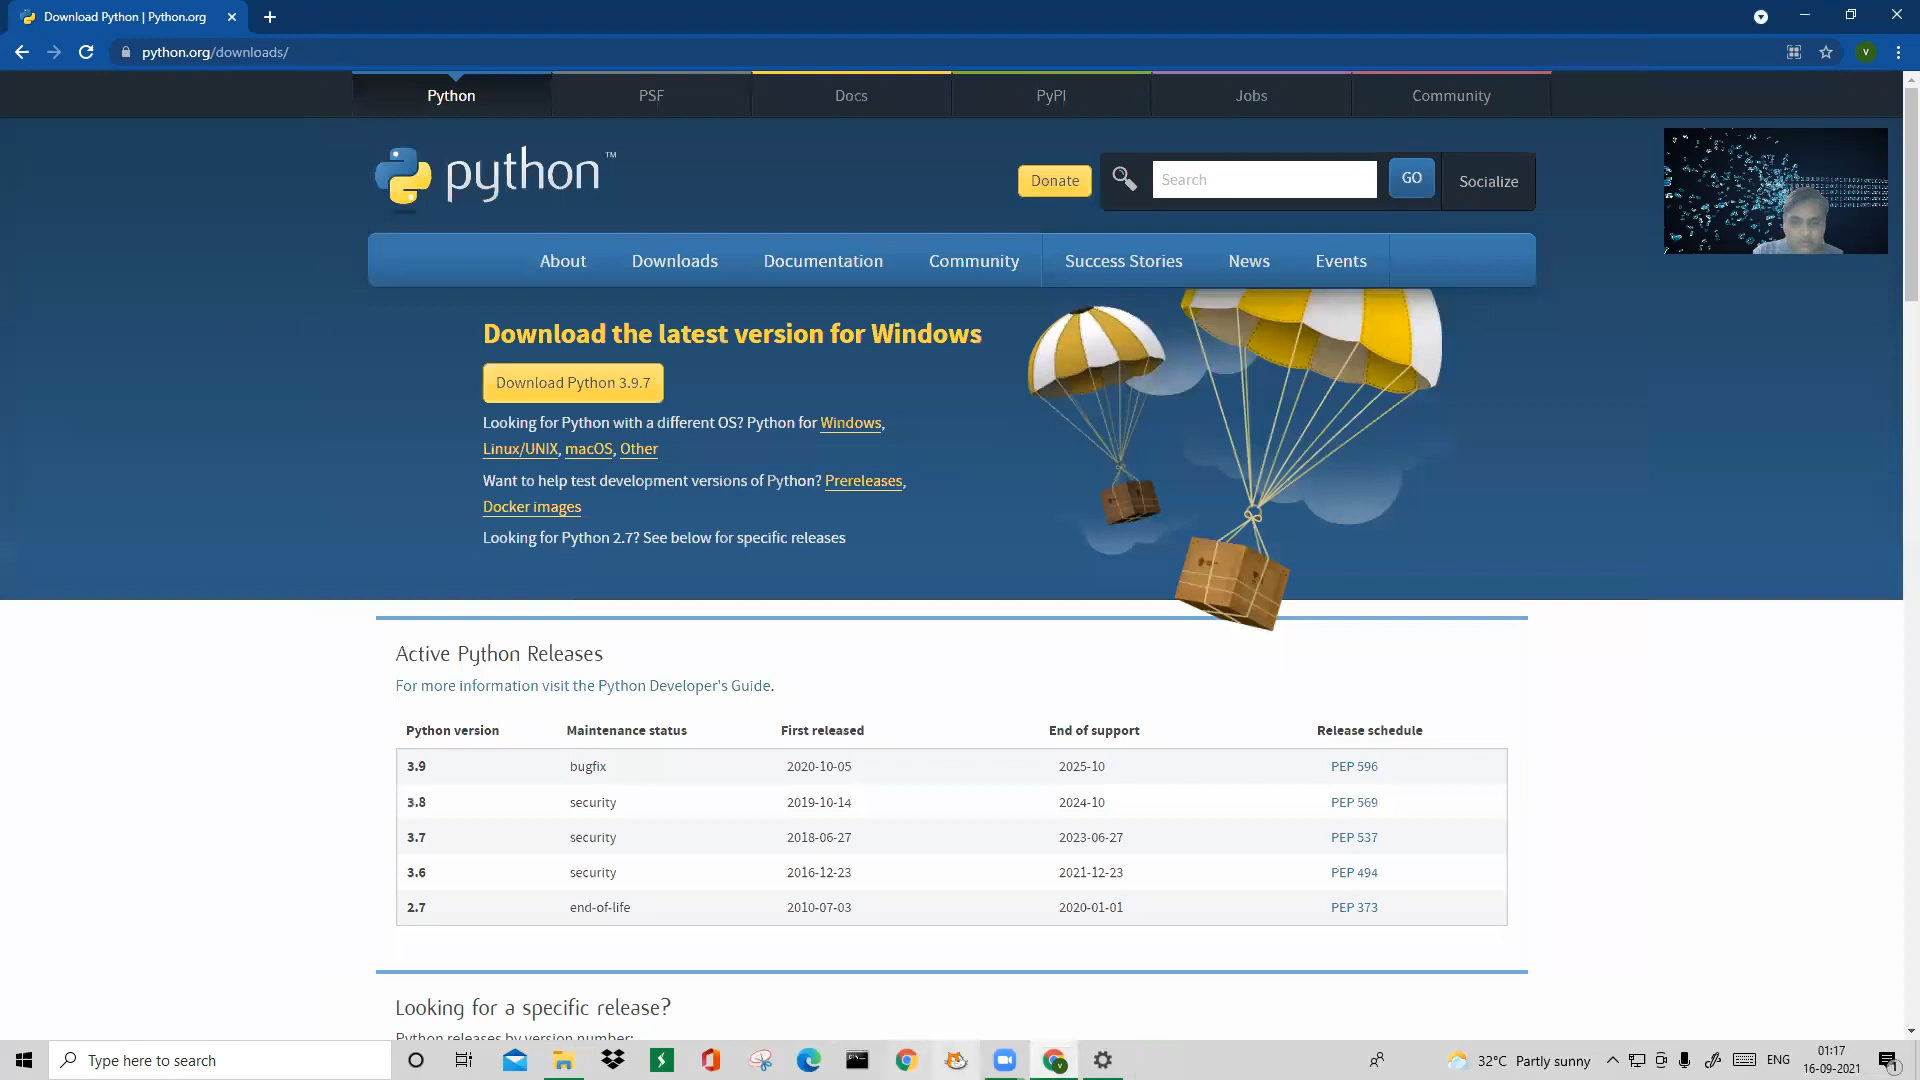 Download Python | Python.org
python.org/downloads/
V
Python PSF Docs PyPI Jobs Community
python™
Donate
Search
GO
Socialize
About Downloads Documentation Community Success Stories News Events
Download the latest version for Windows
Download Python 3.9.7
Looking for Python with a different OS? Python for Windows,
Linux/UNIX, macOS, Other
Want to help test development versions of Python? Prereleases,
Docker images
Looking for Python 2.7? See below for specific releases
Active Python Releases
For more information visit the Python Developer's Guide.
Python version Maintenance status First released End of support Release schedule
3.9 bugfix 2020-10-05 2025-10 PEP 596
3.8 security 2019-10-14 2024-10 PEP 569
3.7 security 2018-06-27 2023-06-27 PEP 537
3.6 security 2016-12-23 2021-12-23 PEP 494
2.7 end-of-life 2010-07-03 2020-01-01 PEP 373
Looking for a specific release?
Python releases by version number:
Type here to search
32°C Partly sunny
ENG
01:17
16-09-2021
1